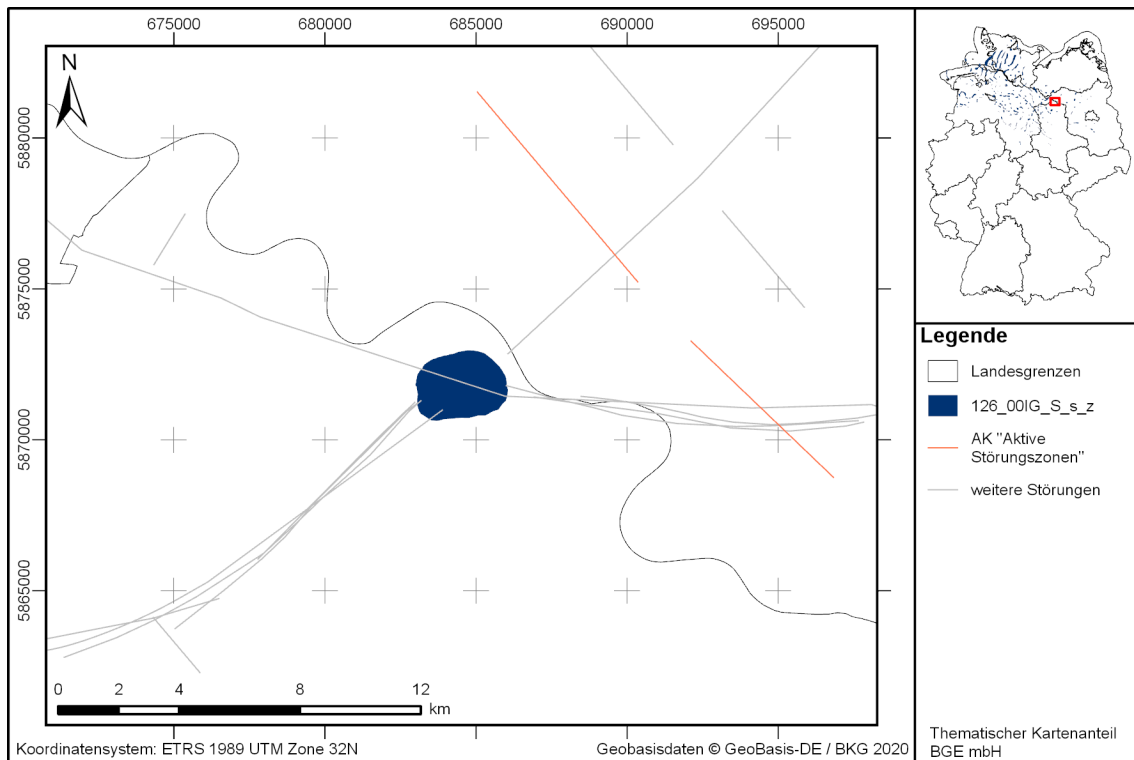 675000
680000
685000
690000
695000
N
5880000
5875000
5870000
5865000
0
2
4
8
12
km
Koordinatensystem: ETRS 1989 UTM Zone 32N
Geobasisdaten © GeoBasis-DE / BKG 2020
Legende
Landesgrenzen
126_00IG_S_s_z
AK "Aktive
Störungszonen"
weitere Störungen
Thematischer Kartenanteil
BGE mbH